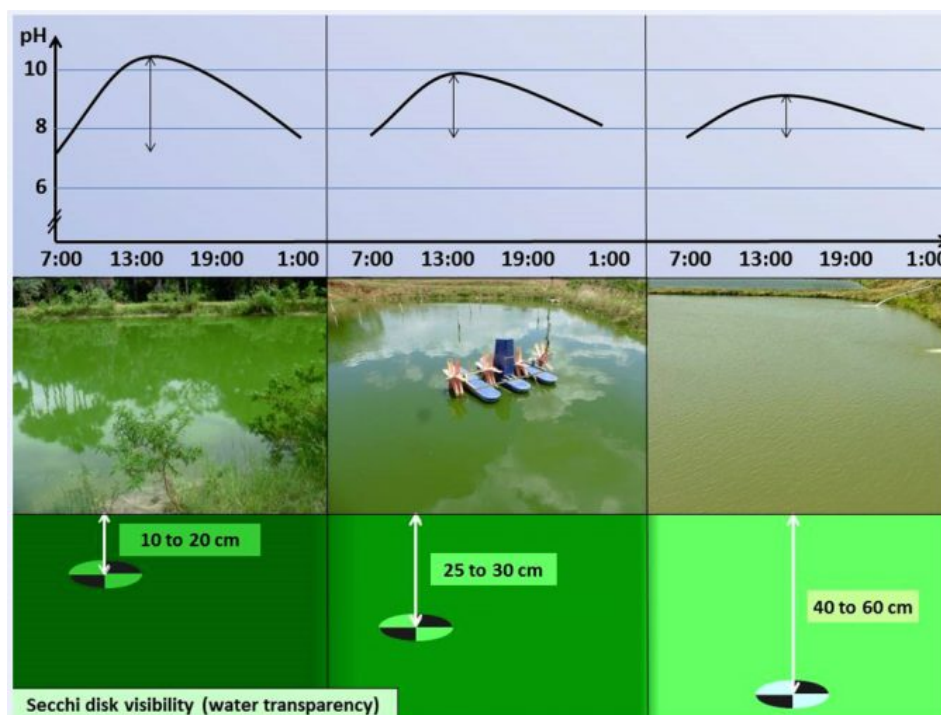 pH
10
8
6
7:00 13:00 19:00 1:00 7:00 13:00 19:00 1:00 7:00 13:00 19:00 1:00
10 to 20 cm
25 to 30 cm
40 to 60 cm
Secchi disk visibility (water transparency)